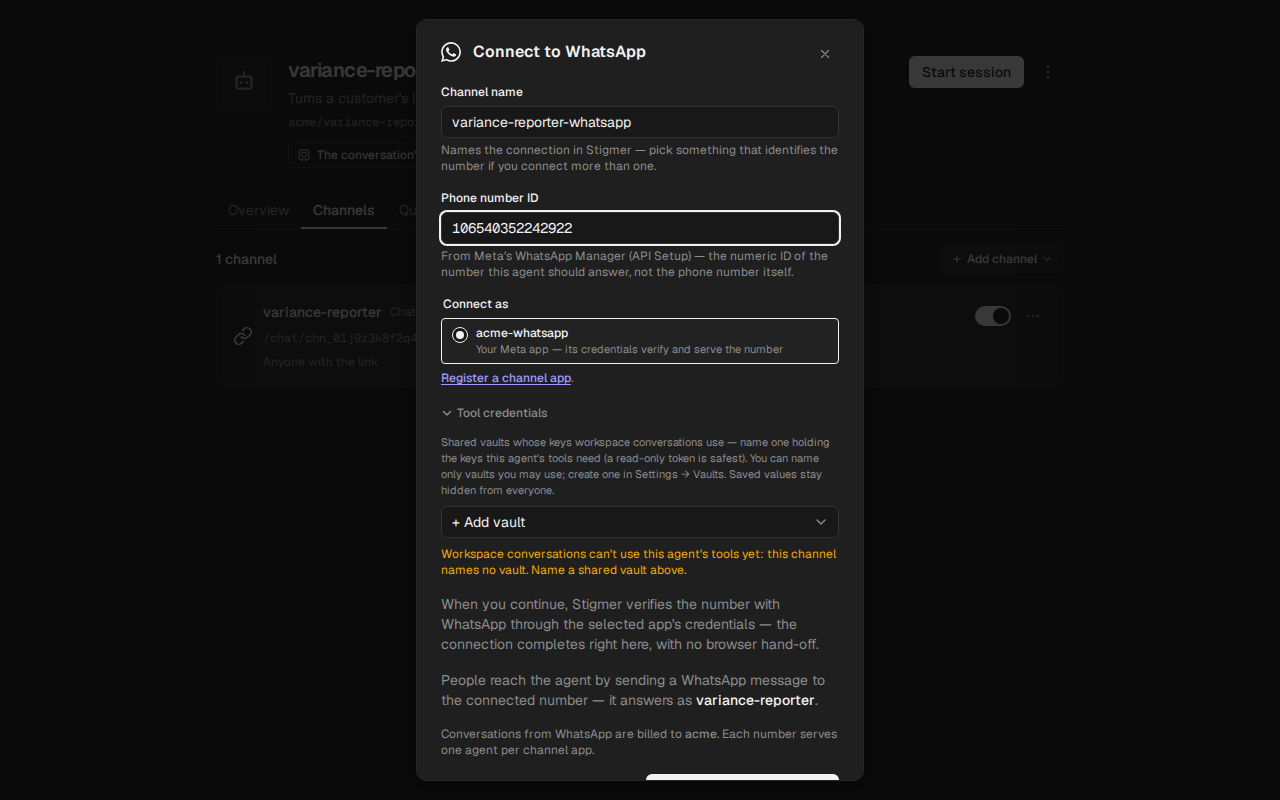 Connect to WhatsApp
variance-repo
Start session
Turns a customer's l
acme/variance-repor
The conversation'
Overview
Channels
Qu
1 channel
+ Add channel
variance-reporter Chat
/chat/chn_01j9z3k8f2q4
Anyone with the link
Channel name
variance-reporter-whatsapp
Names the connection in Stigmer — pick something that identifies the
number if you connect more than one.
Phone number ID
106540352242922
From Meta's WhatsApp Manager (API Setup) — the numeric ID of the
number this agent should answer, not the phone number itself.
Connect as
acme-whatsapp
Your Meta app — its credentials verify and serve the number
Register a channel app.
Tool credentials
Shared vaults whose keys workspace conversations use — name one holding
the keys this agent's tools need (a read-only token is safest). You can name
only vaults you may use; create one in Settings → Vaults. Saved values stay
hidden from everyone.
+ Add vault
Workspace conversations can't use this agent's tools yet: this channel
names no vault. Name a shared vault above.
When you continue, Stigmer verifies the number with
WhatsApp through the selected app's credentials — the
connection completes right here, with no browser hand-off.
People reach the agent by sending a WhatsApp message to
the connected number — it answers as variance-reporter.
Conversations from WhatsApp are billed to acme. Each number serves
one agent per channel app.